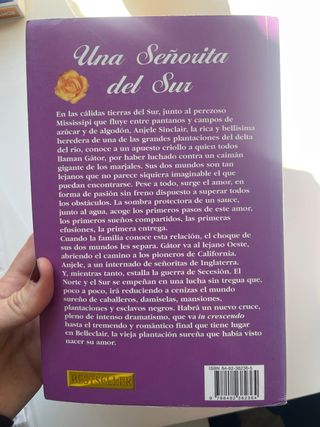 Una Señorita
del Sur
En las cálidas tierras del Sur, junto al perezoso
Mississipi que fluye entre pantanos y campos de
azúcar y de algodón, Anjele Sinclair, la rica y bellísima
heredera de una de las grandes plantaciones del delta
del río, conoce a un apuesto criollo a quien todos
llaman Gátor, por haber luchado contra un caimán
gigante de los marjales. Sus dos mundos son tan
lejanos que no parece siquiera imaginable el que
puedan encontrarse. Pese a todo, surge el amor, en
forma de pasión sin freno dispuesto a superar todos
los obstáculos. La sombra protectora de un sauce,
junto al agua, acoge los primeros pasos de este amor,
los primeros sueños compartidos, las primeras
efusiones, la primera entrega.
Cuando la familia conoce esta relación, el choque de
sus dos mundos les separa. Gátor va al lejano Oeste,
abriendo el camino a los pioneros de California.
Anjele, a un internado de señoritas de Inglaterra.
Y, mientras tanto, estalla la guerra de Secesión. El
Norte y el Sur se empeñan en una lucha sin tregua que,
poco a poco, irá reduciendo a cenizas el mundo
sureño de caballeros, damiselas, mansiones,
plantaciones y esclavos negros. Habrá un nuevo cruce,
pleno de intenso dramatismo, que va in crescendo
hasta el tremendo y romántico final que tiene lugar
en BelleClair, la vieja plantación sureña que había visto
nacer su amor.
ISBN 84-82-38236-5
9 788482 382364
BESTSELLER